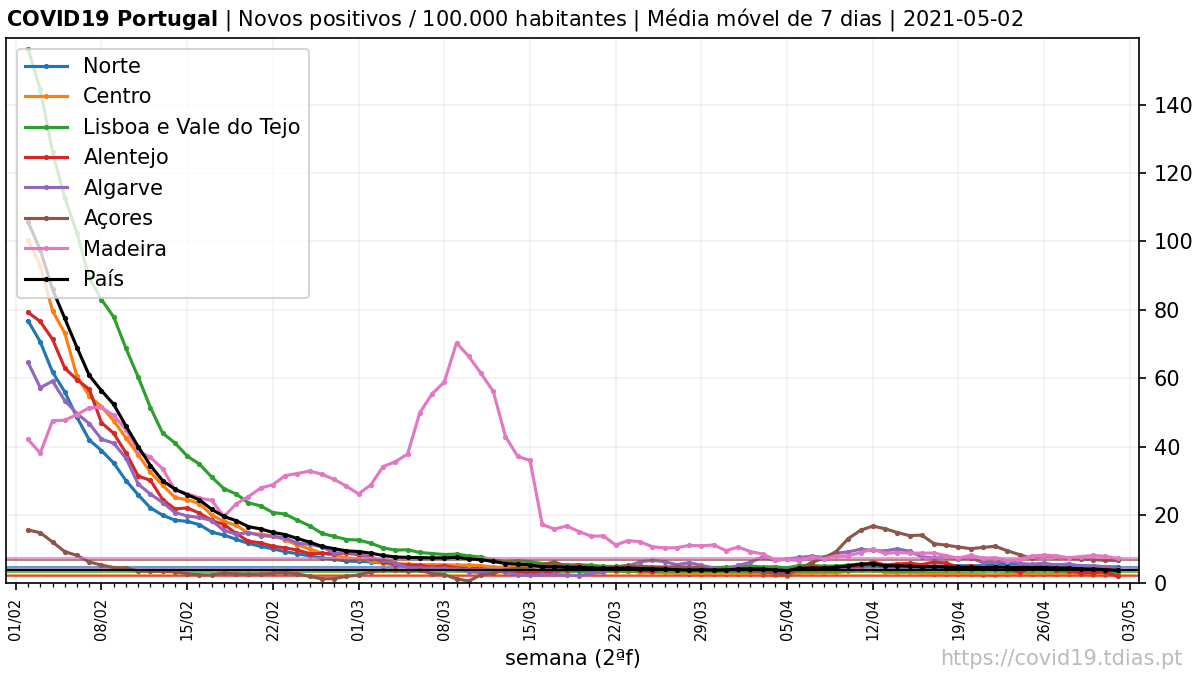 COVID19 Portugal | Novos positivos / 100.000 habitantes | Média móvel de 7 dias | 2021-05-02
Norte
Centro
Lisboa e Vale do Tejo
Alentejo
Algarve
Açores
Madeira
País
140
120
100
80
60
40
20
0
01/02
08/02
15/02
22/02
01/03
08/03
15/03
22/03
29/03
05/04
12/04
19/04
26/04
03/05
semana (2ªf)
https://covid19.tdias.pt